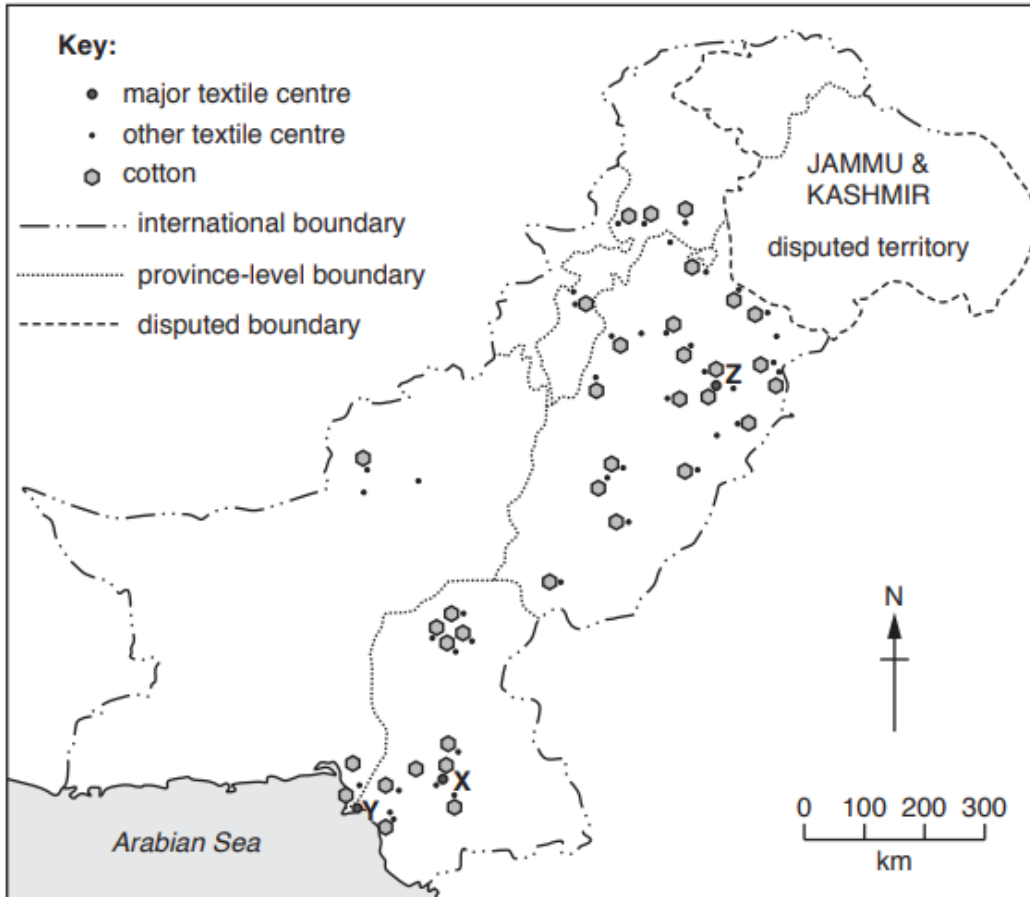 Key:
major textile centre
other textile centre
cotton
international boundary
province-level boundary
disputed boundary
JAMMU &
KASHMIR
disputed territory
Z
N
X
Y
0 100 200 300
km
Arabian Sea